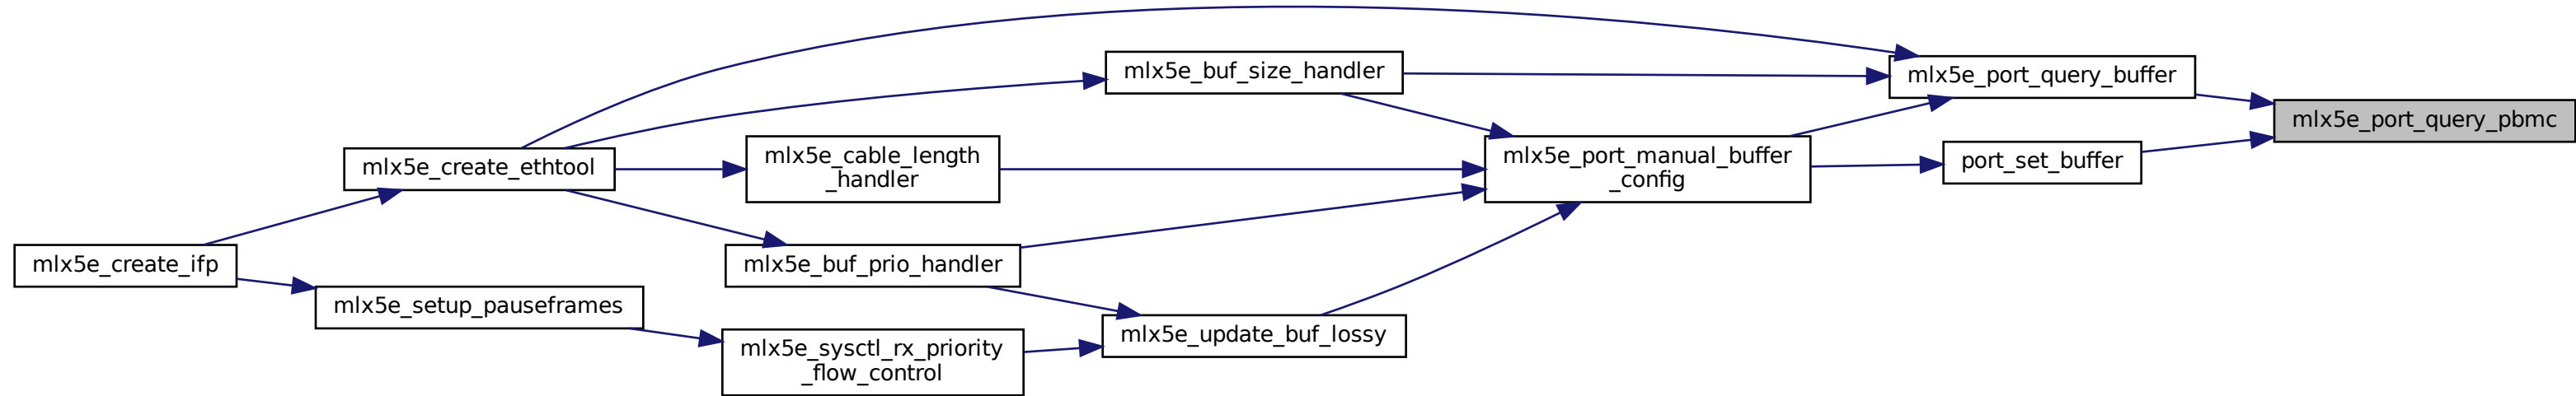 mlx5e_buf_size_handler
mlx5e_port_query_buffer
mlx5e_port_query_pbmc
mlx5e_create_ethtool
mlx5e_cable_length
_handler
mlx5e_port_manual_buffer
_config
port_set_buffer
mlx5e_create_ifp
mlx5e_buf_prio_handler
mlx5e_setup_pauseframes
mlx5e_sysctl_rx_priority
_flow_control
mlx5e_update_buf_lossy